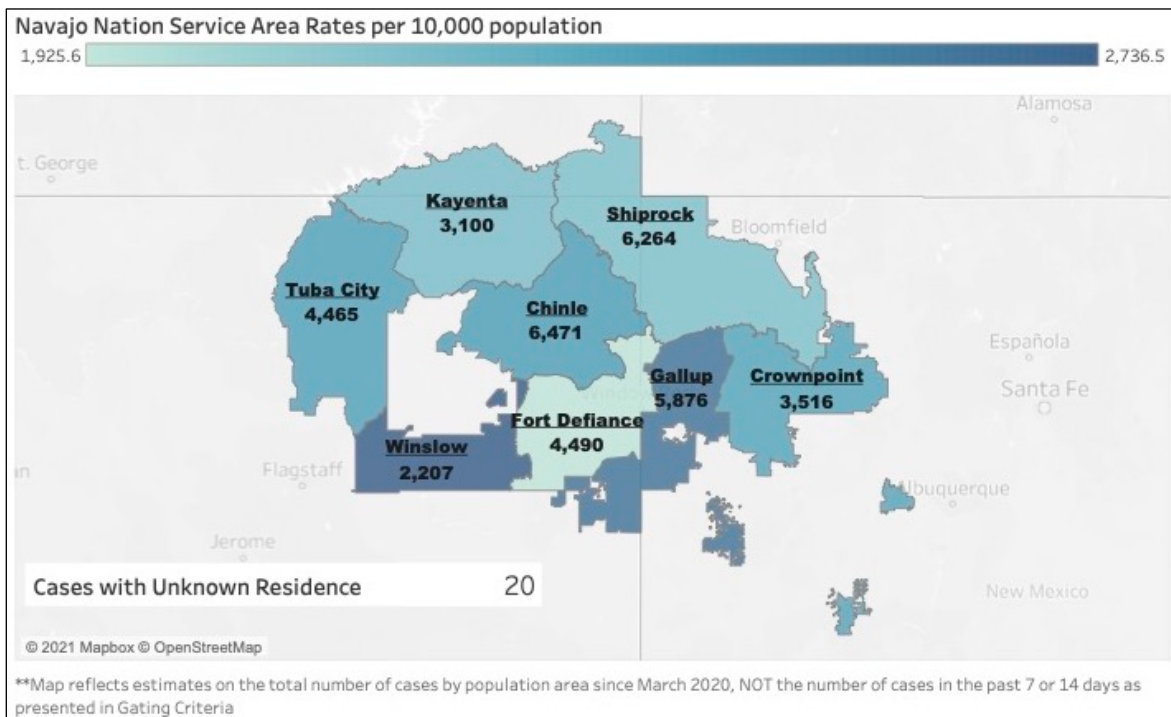 Navajo Nation Service Area Rates per 10,000 population
1,925.6
2,736.5
Alamosa
t. George
Kayenta
3,100
Shiprock
6,264
Bloomfield
Tuba City
4,465
Chinle
6,471
Española
Gallup
5,876
Crownpoint
3,516
Santa Fe
Fort Defiance
4,490
Winslow
2,207
Flagstaff
Albuquerque
Jerome
Cases with Unknown Residence 20
New Mexico
© 2021 Mapbox © OpenStreetMap
**Map reflects estimates on the total number of cases by population area since March 2020, NOT the number of cases in the past 7 or 14 days as
presented in Gating Criteria